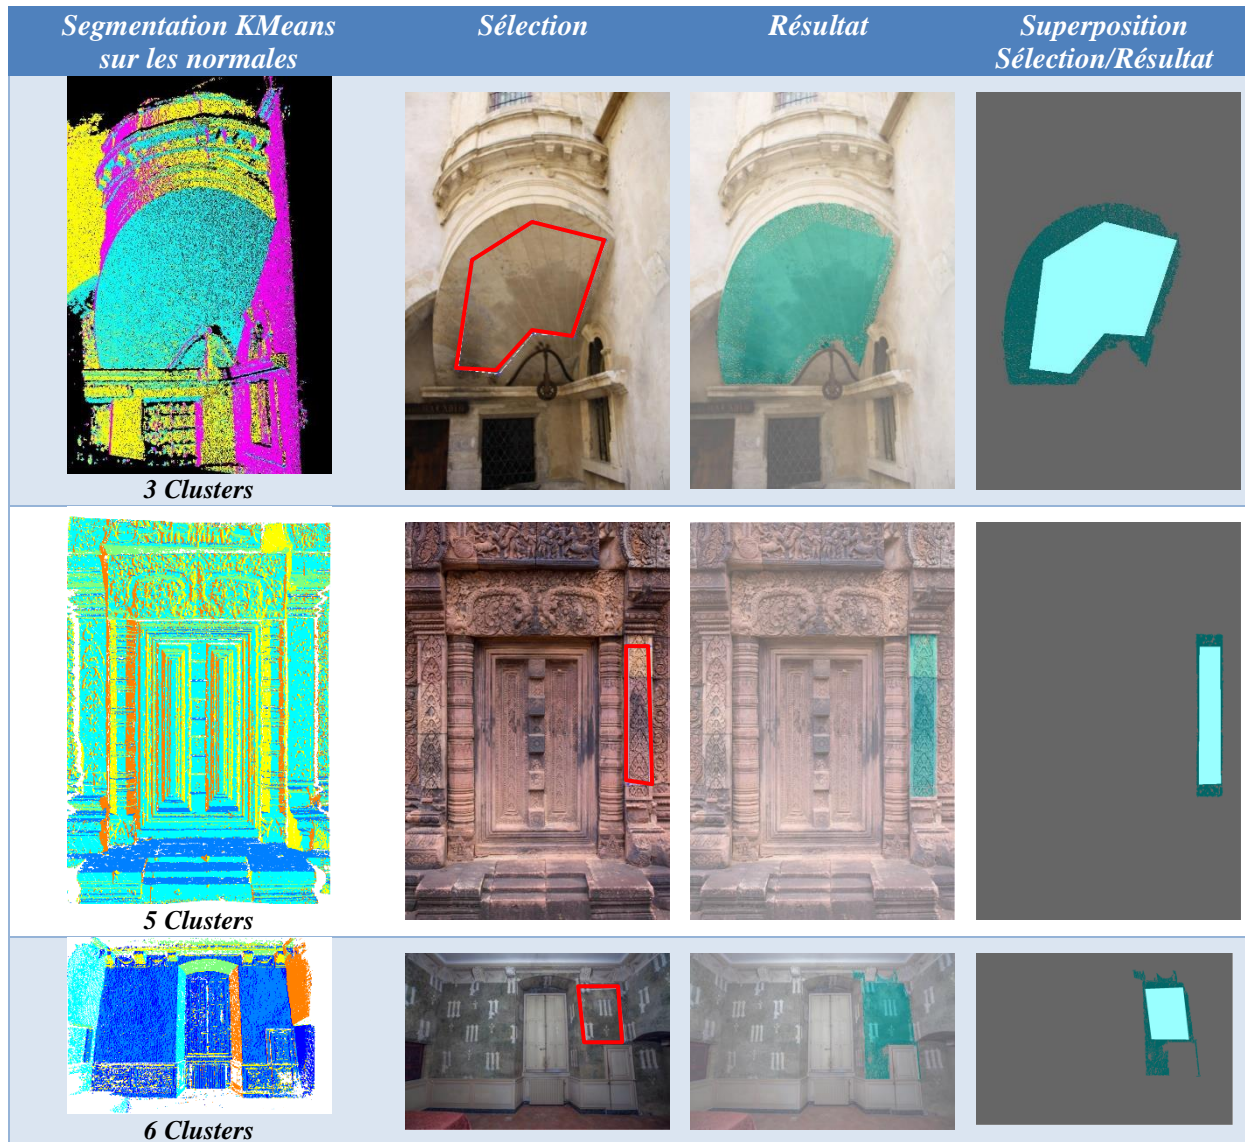 Segmentation KMeans
sur les normales
Sélection
Résultat
Superposition
Sélection/Résultat
3 Clusters
5 Clusters
6 Clusters